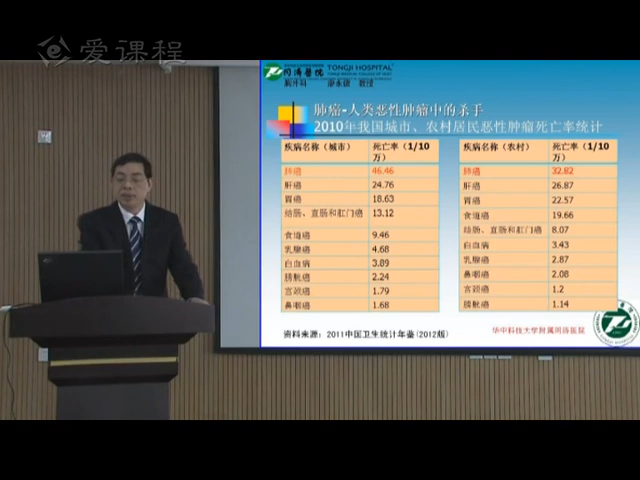 爱课程
同濟醫院
TONGJI HOSPITAL
胸外科 廖永德 教授
肺癌-人类恶性肿瘤中的杀手
2010年我国城市、农村居民恶性肿瘤死亡率统计
疾病名称（城市） 死亡率（1/10万）
肺癌 46.46
肝癌 24.76
胃癌 18.63
结肠、直肠和肛门癌 13.12
食道癌 9.46
乳腺癌 4.68
白血病 3.89
膀胱癌 2.24
宫颈癌 1.79
鼻咽癌 1.68
疾病名称（农村） 死亡率（1/10万）
肺癌 32.82
肝癌 26.87
胃癌 22.57
食道癌 19.66
结肠、直肠和肛门癌 8.07
白血病 3.43
乳腺癌 2.87
鼻咽癌 2.08
宫颈癌 1.2
膀胱癌 1.14
资料来源：2011中国卫生统计年鉴(2012版)
华中科技大学附属同济医院